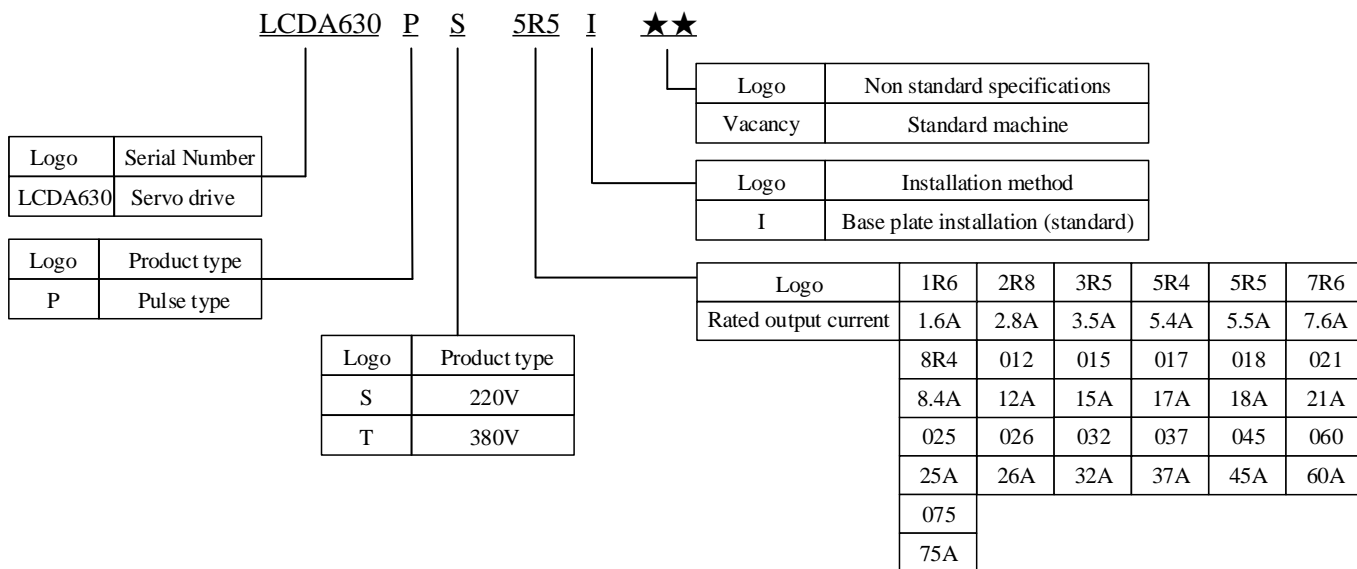 LCDA630 P S 5R5 I ★★
Logo Non standard specifications
Vacancy Standard machine
Logo Serial Number
LCDA630 Servo drive
Logo Installation method
I Base plate installation (standard)
Logo Product type
P Pulse type
Logo 1R6 2R8 3R5 5R4 5R5 7R6
Rated output current 1.6A 2.8A 3.5A 5.4A 5.5A 7.6A
8R4 012 015 017 018 021
8.4A 12A 15A 17A 18A 21A
025 026 032 037 045 060
25A 26A 32A 37A 45A 60A
075
75A
Logo Product type
S 220V
T 380V